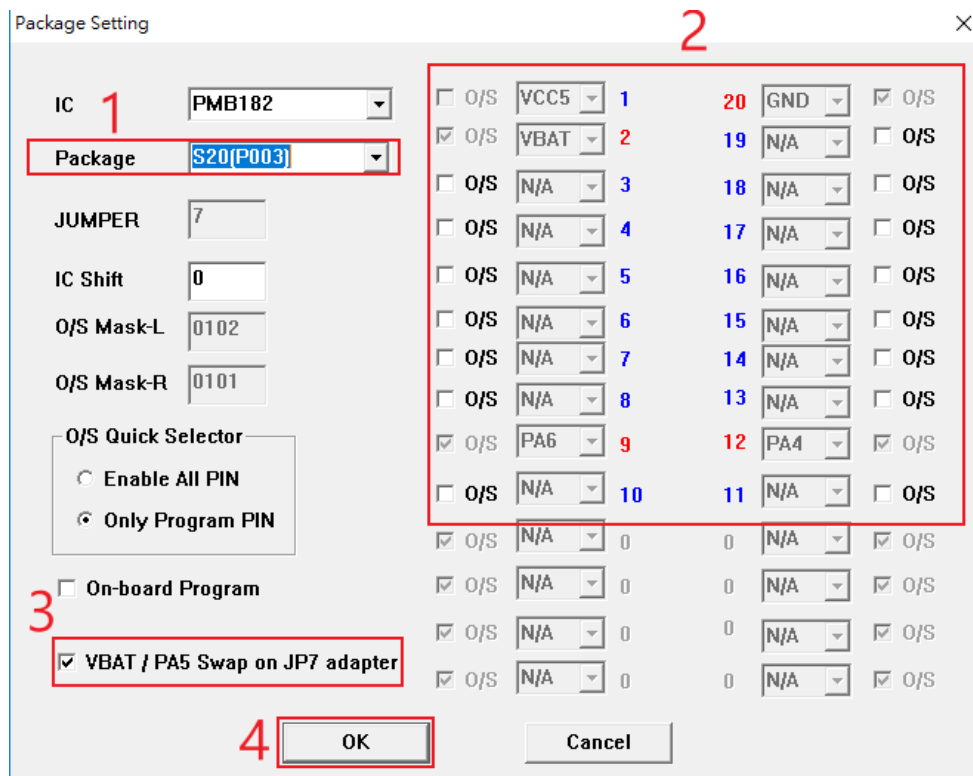 Package Setting
2
IC PMB182
1
Package S20(P003)
JUMPER 7
IC Shift 0
O/S Mask-L 0102
O/S Mask-R 0101
O/S Quick Selector
Enable All PIN
Only Program PIN
On-board Program
3
VBAT / PA5 Swap on JP7 adapter
O/S VCC5 1 20 GND O/S
O/S VBAT 2 19 N/A O/S
O/S N/A 3 18 N/A O/S
O/S N/A 4 17 N/A O/S
O/S N/A 5 16 N/A O/S
O/S N/A 6 15 N/A O/S
O/S N/A 7 14 N/A O/S
O/S N/A 8 13 N/A O/S
O/S PA6 9 12 PA4 O/S
O/S N/A 10 11 N/A O/S
O/S N/A 0 0 N/A O/S
O/S N/A 0 0 N/A O/S
O/S N/A 0 0 N/A O/S
O/S N/A 0 0 N/A O/S
4 OK Cancel